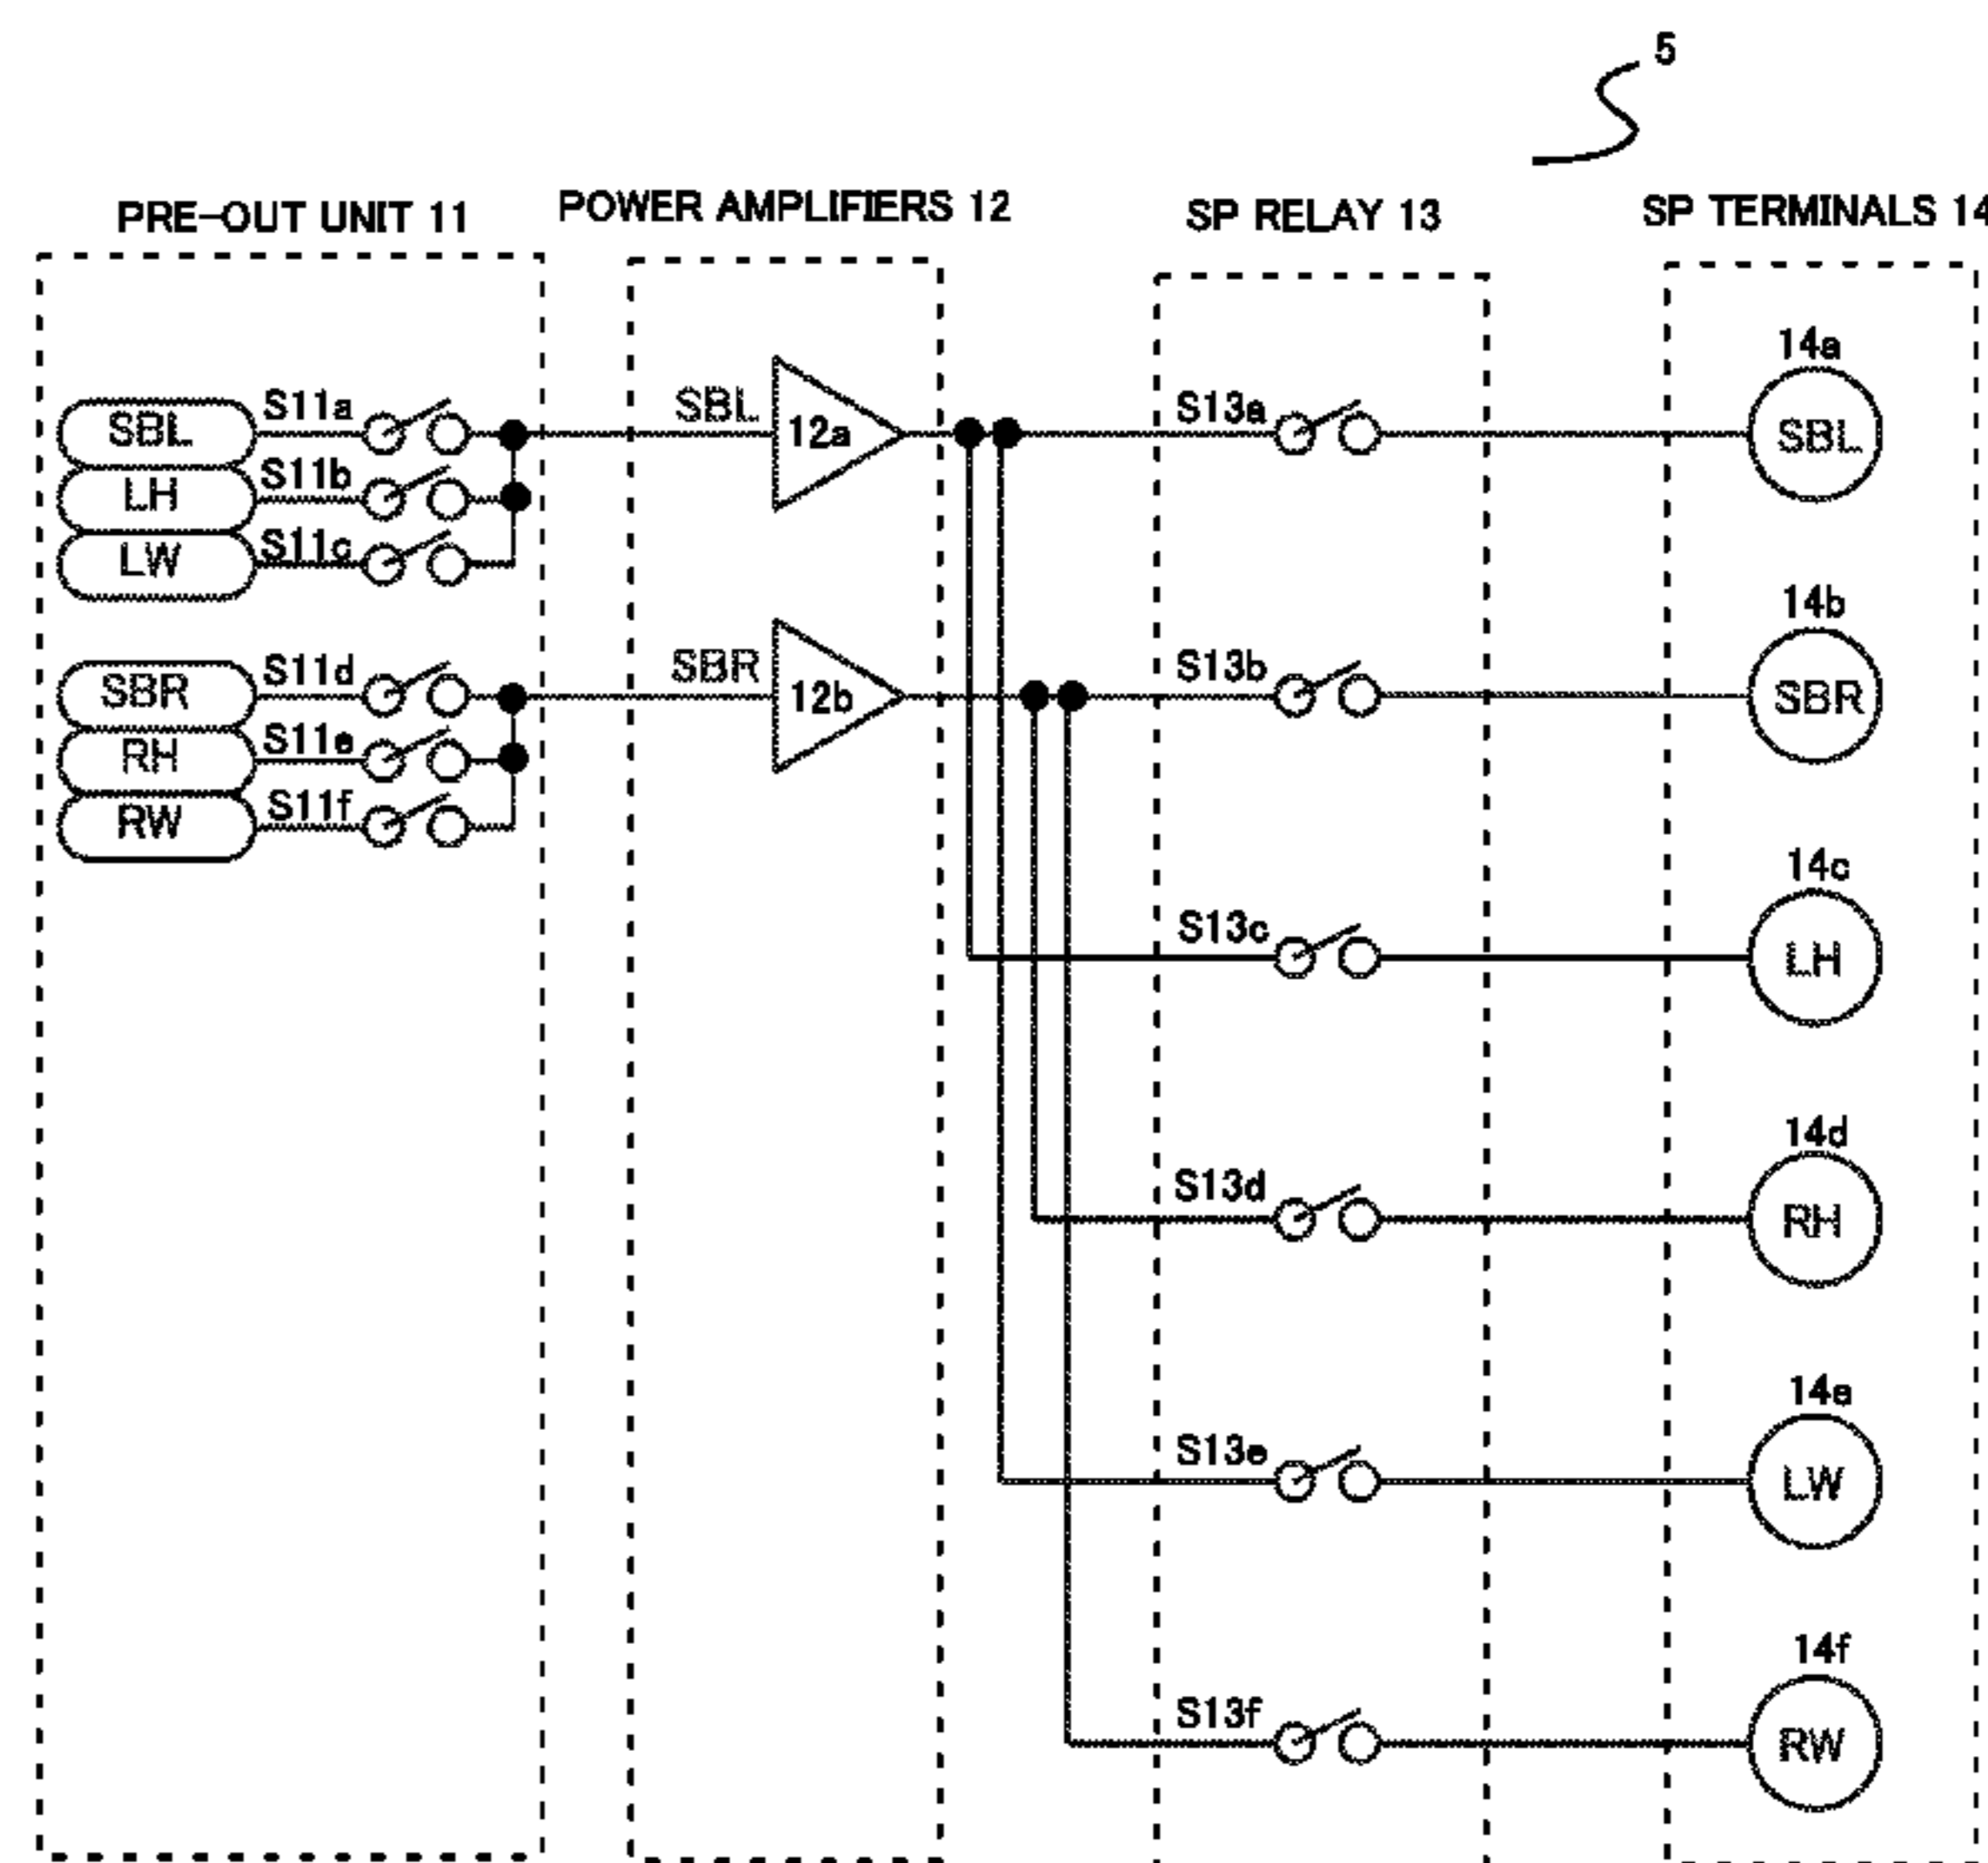 5
PRE-OUT UNIT 11
POWER AMPLIFIERS 12
SP RELAY 13
SP TERMINALS 14
SBL
S11a
LH
S11b
LW
S11c
SBR
S11d
RH
S11e
RW
S11f
SBL
12a
SBR
12b
S13a
S13b
S13c
S13d
S13e
S13f
14a
SBL
14b
SBR
14c
LH
14d
RH
14e
LW
14f
RW